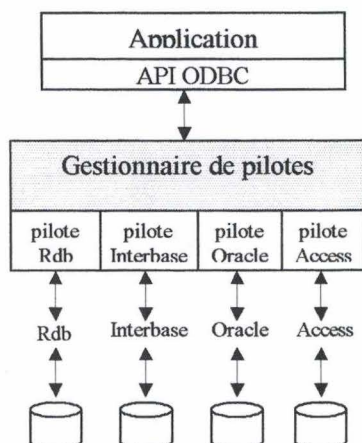 Application
API ODBC
Gestionnaire de pilotes
pilote pilote pilote pilote
Rdb Interbase Oracle Access
Rdb Interbase Oracle Access